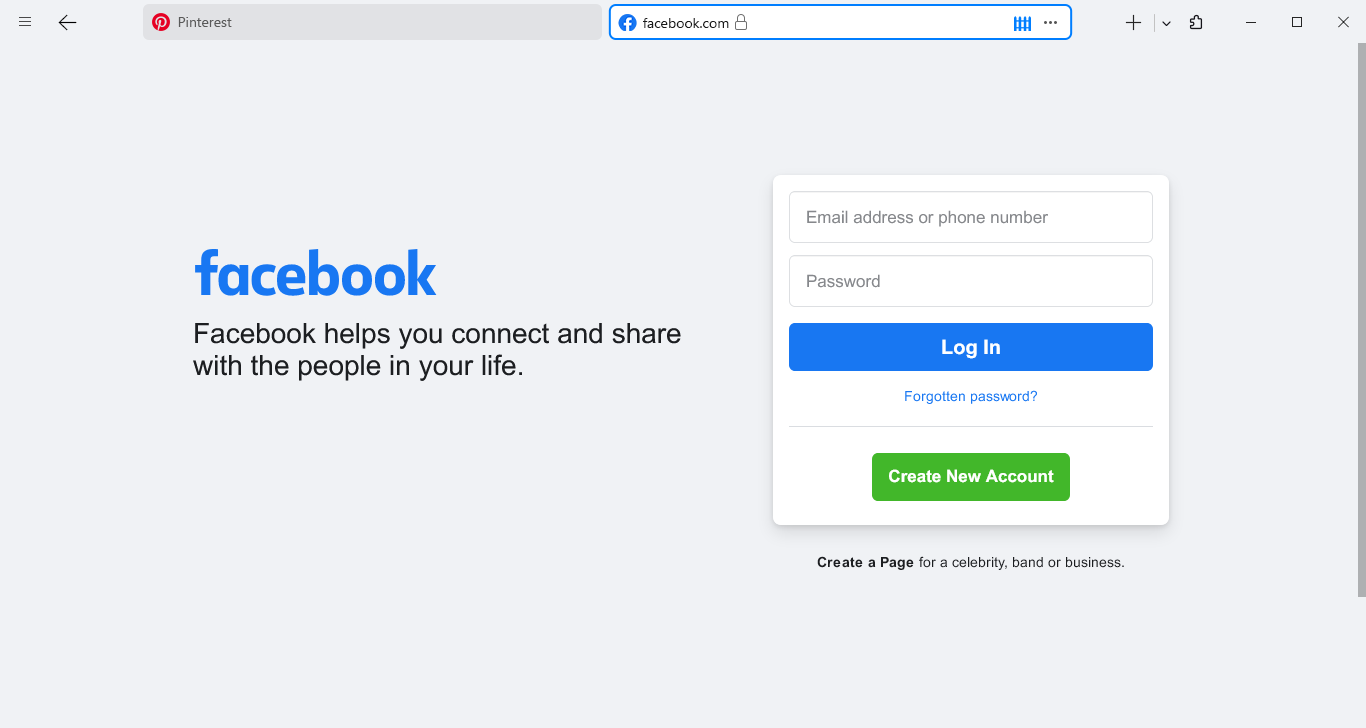 Pinterest
facebook.com
facebook
Facebook helps you connect and share
with the people in your life.
Email address or phone number
Password
Log In
Forgotten password?
Create New Account
Create a Page for a celebrity, band or business.